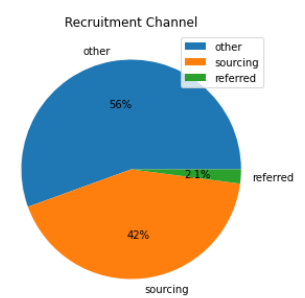 Recruitment Channel
other
other
sourcing
referred
56%
2.1%
referred
42%
sourcing